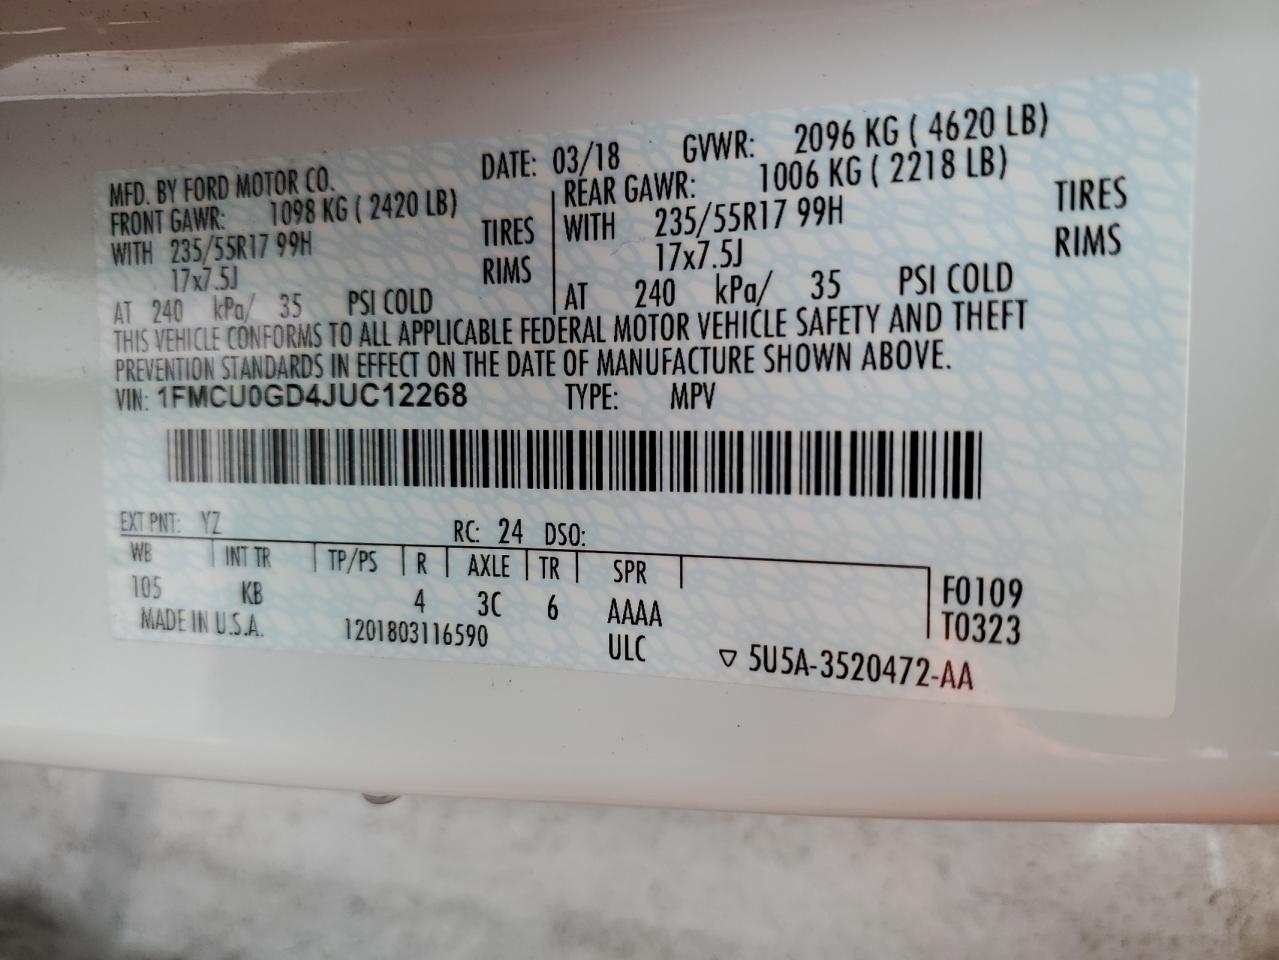 MFD. BY FORD MOTOR CO. DATE: 03/18 GVWR: 2096 KG ( 4620 LB)
FRONT GAWR: 1098 KG ( 2420 LB) REAR GAWR: 1006 KG ( 2218 LB)
WITH 235/55R17 99H TIRES WITH 235/55R17 99H TIRES
17x7.5J RIMS 17x7.5J RIMS
AT 240 kPa/ 35 PSI COLD AT 240 kPa/ 35 PSI COLD
THIS VEHICLE CONFORMS TO ALL APPLICABLE FEDERAL MOTOR VEHICLE SAFETY AND THEFT
PREVENTION STANDARDS IN EFFECT ON THE DATE OF MANUFACTURE SHOWN ABOVE.
VIN: 1FMCU0GD4JUC12268 TYPE: MPV
EXT PNT: YZ RC: 24 DSO:
WB INT TR TP/PS R AXLE TR SPR
105 KB 4 3C 6 AAAA F0109
MADE IN U.S.A. 1201803116590 ULC T0323
▽ 5U5A-3520472-AA